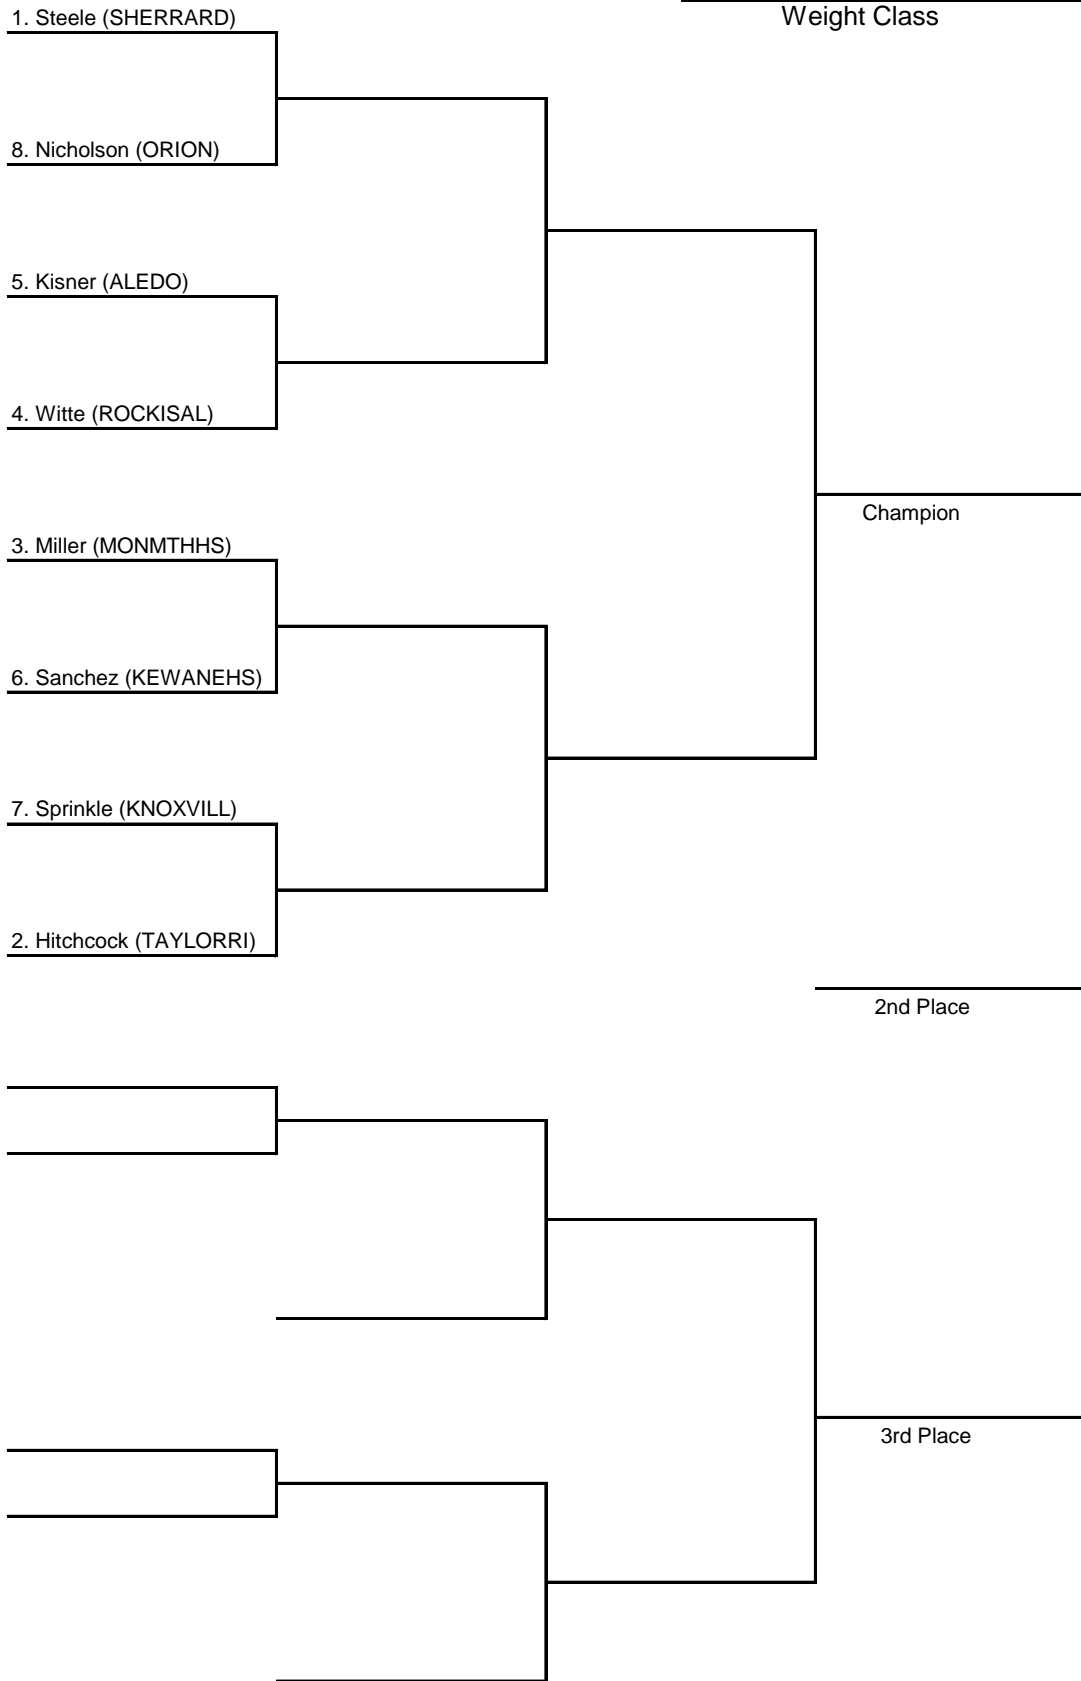 1. Steele (SHERRARD)
Weight Class
8. Nicholson (ORION)
5. Kisner (ALEDO)
4. Witte (ROCKISAL)
Champion
3. Miller (MONMTHHS)
6. Sanchez (KEWANEHS)
7. Sprinkle (KNOXVILL)
2. Hitchcock (TAYLORRI)
2nd Place
3rd Place